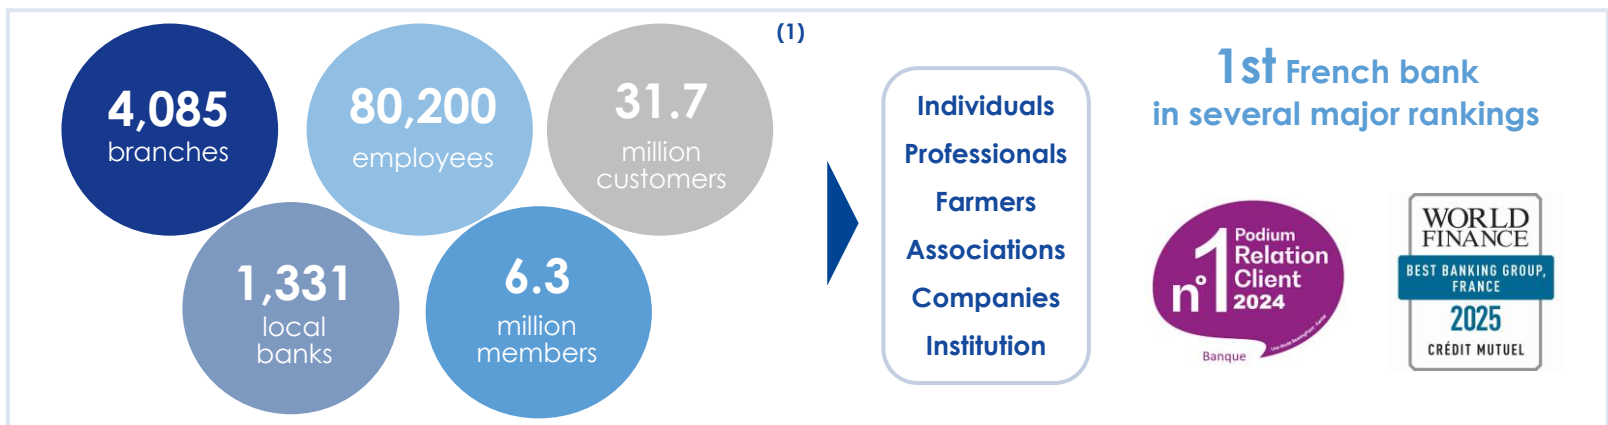 4,085
branches
80,200
employees
31.7
million
customers
(1)
1,331
local
banks
6.3
million
members
Individuals
Professionals
Farmers
Associations
Companies
Institution
1st French bank
in several major rankings
n°1
Podium
Relation
Client
2024
Banque
WORLD
FINANCE
BEST BANKING GROUP,
FRANCE
2025
CRÉDIT MUTUEL